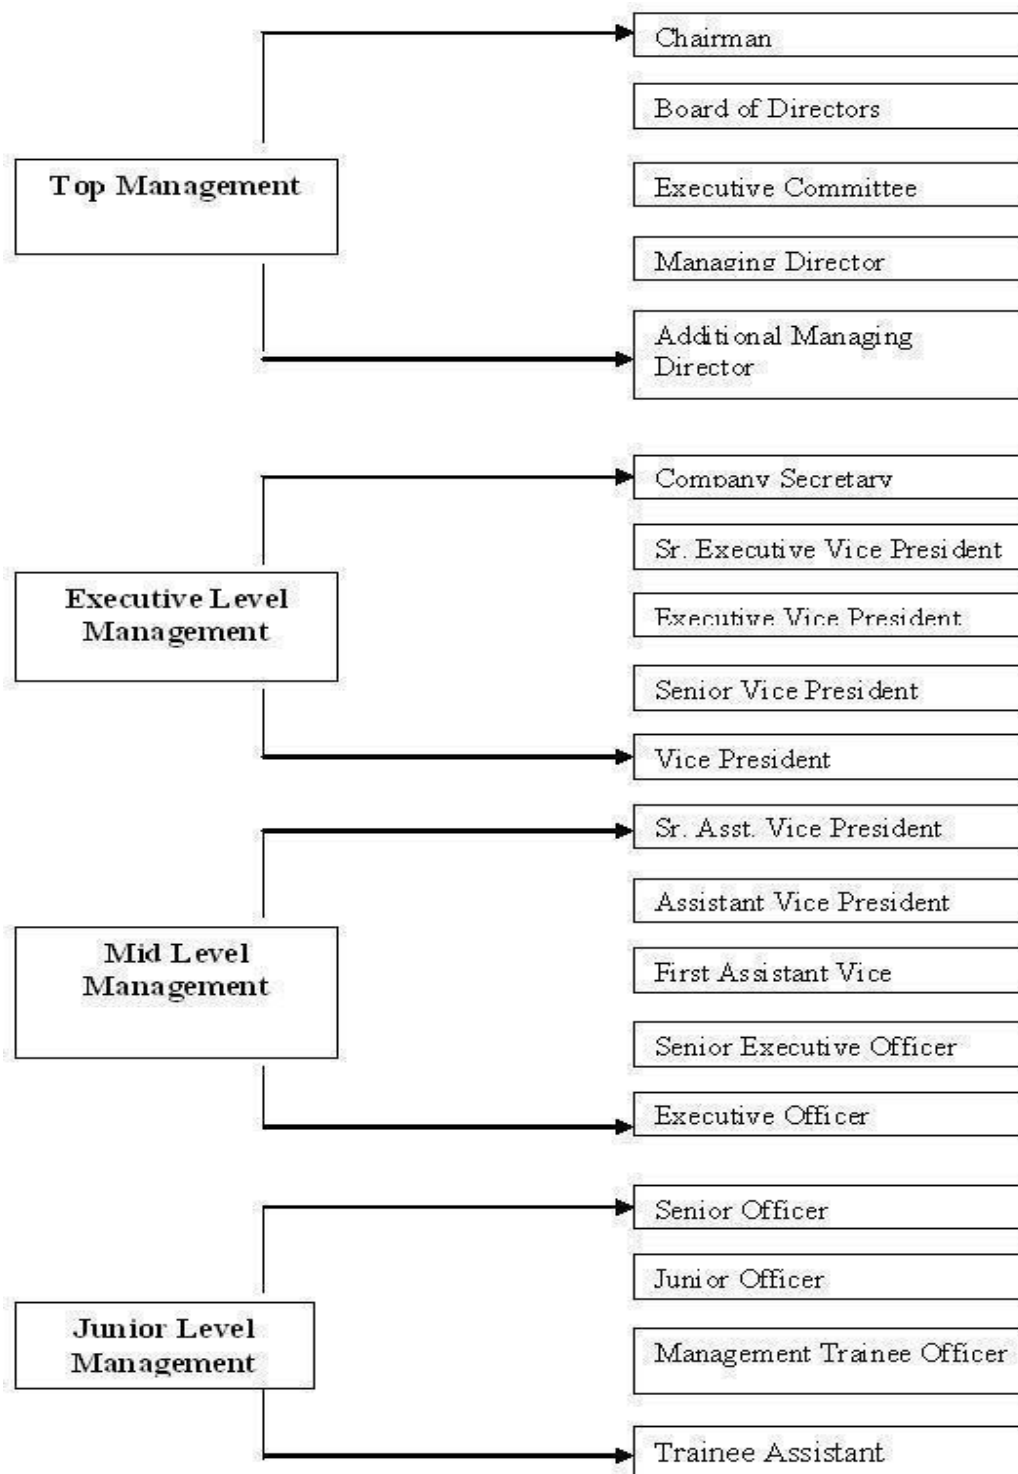 Chairman
Board of Directors
Top Management
Executive Committee
Managing Director
Additional Managing
Director
Company Secretary
Sr. Executive Vice President
Executive Level
Management
Executive Vice President
Senior Vice President
Vice President
Sr. Asst. Vice President
Assistant Vice President
Mid Level
Management
First Assistant Vice
Senior Executive Officer
Executive Officer
Senior Officer
Junior Officer
Junior Level
Management
Management Trainee Officer
Trainee Assistant